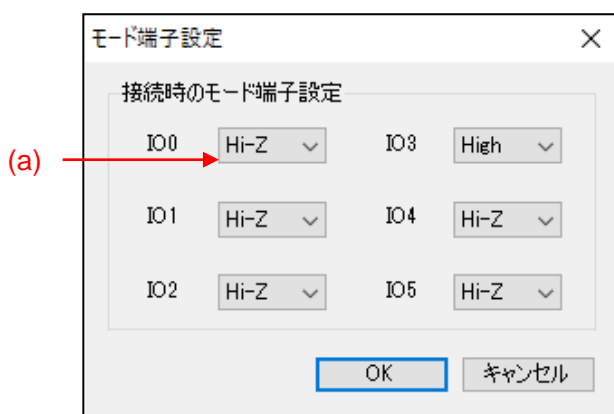 モード端子設定
接続時のモード端子設定
IO0 Hi-Z IO3 High
(a)
IO1 Hi-Z IO4 Hi-Z
IO2 Hi-Z IO5 Hi-Z
OK キャンセル